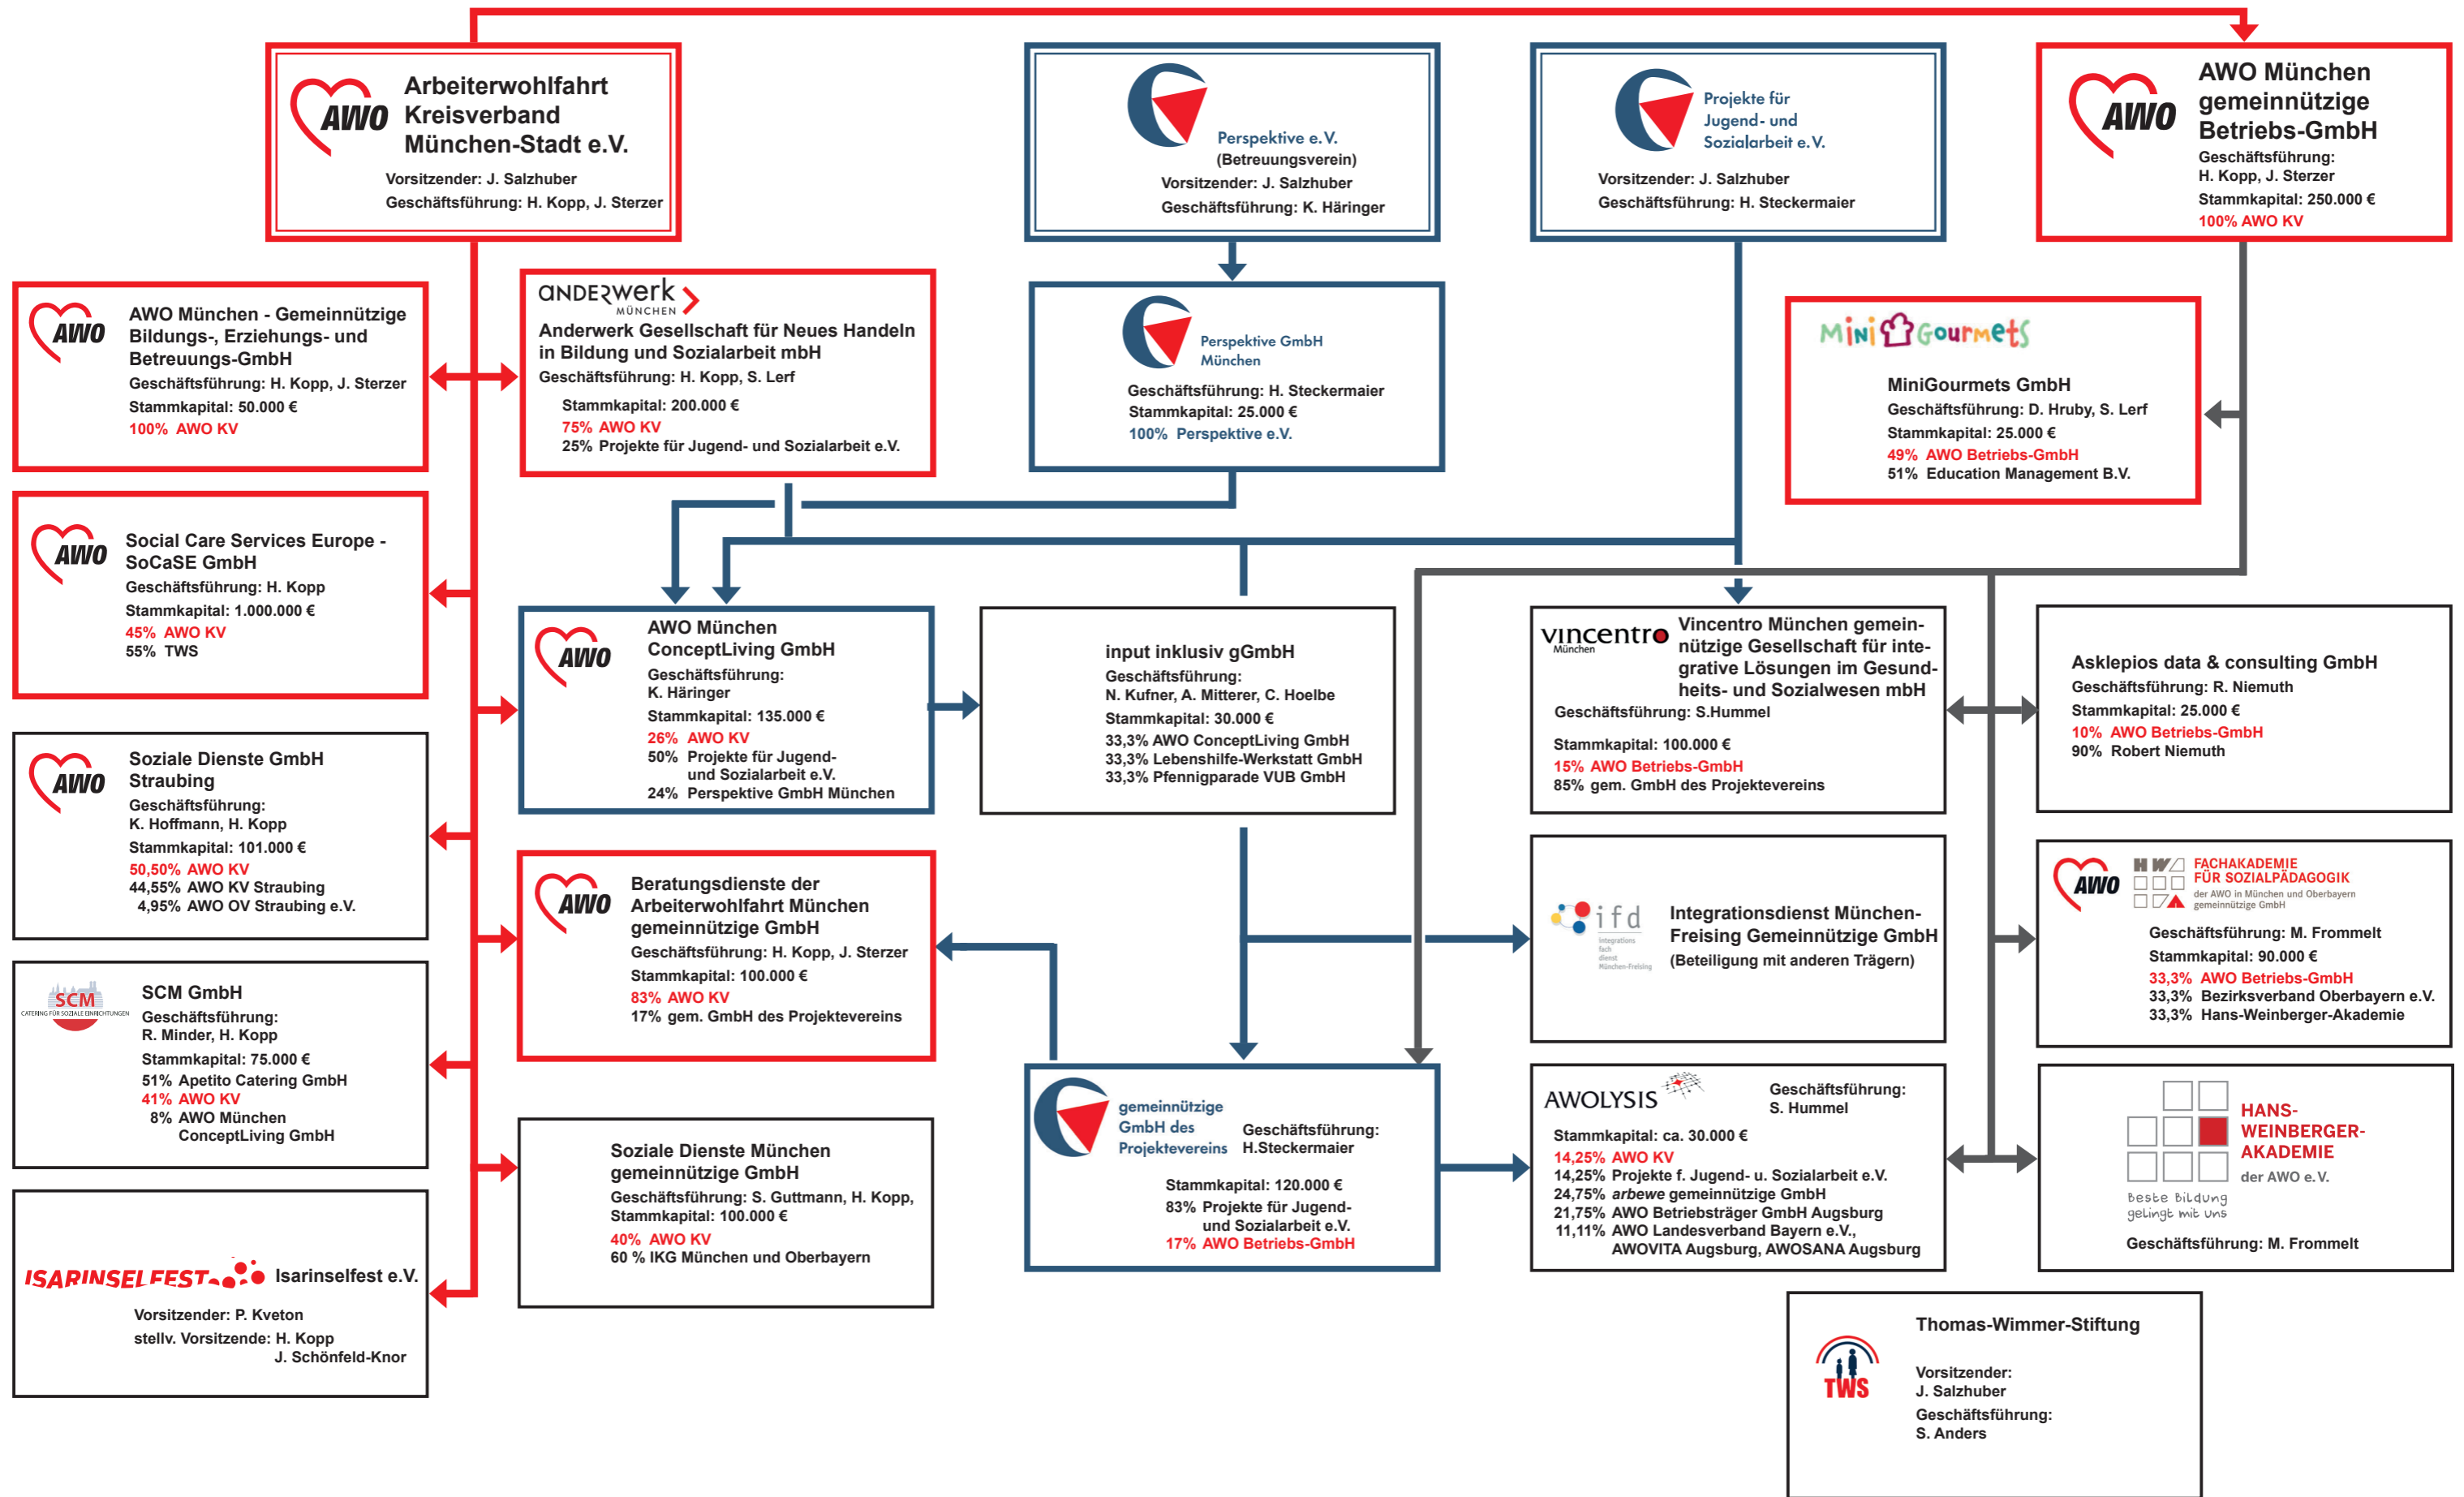 AWO
Arbeiterwohlfahrt
Kreisverband
München-Stadt e.V.
Vorsitzender: J. Salzhuber
Geschäftsführung: H. Kopp, J. Sterzer
Perspektive e.V.
(Betreuungsverein)
Vorsitzender: J. Salzhuber
Geschäftsführung: K. Häringer
Projekte für
Jugend- und
Sozialarbeit e.V.
Vorsitzender: J. Salzhuber
Geschäftsführung: H. Steckermaier
AWO
AWO München
gemeinnützige
Betriebs-GmbH
Geschäftsführung:
H. Kopp, J. Sterzer
Stammkapital: 250.000 €
100% AWO KV
AWO
AWO München - Gemeinnützige
Bildungs-, Erziehungs- und
Betreuungs-GmbH
Geschäftsführung: H. Kopp, J. Sterzer
Stammkapital: 50.000 €
100% AWO KV
anderwerk
MÜNCHEN
Anderwerk Gesellschaft für Neues Handeln
in Bildung und Sozialarbeit mbH
Geschäftsführung: H. Kopp, S. Lerf
Stammkapital: 200.000 €
75% AWO KV
25% Projekte für Jugend- und Sozialarbeit e.V.
Perspektive GmbH
München
Geschäftsführung: H. Steckermaier
Stammkapital: 25.000 €
100% Perspektive e.V.
Mini Gourmets
MiniGourmets GmbH
Geschäftsführung: D. Hruby, S. Lerf
Stammkapital: 25.000 €
49% AWO Betriebs-GmbH
51% Education Management B.V.
AWO
Social Care Services Europe -
SoCaSE GmbH
Geschäftsführung: H. Kopp
Stammkapital: 1.000.000 €
45% AWO KV
55% TWS
AWO
AWO München
ConceptLiving GmbH
Geschäftsführung:
K. Häringer
Stammkapital: 135.000 €
26% AWO KV
50% Projekte für Jugend-
und Sozialarbeit e.V.
24% Perspektive GmbH München
input inklusiv gGmbH
Geschäftsführung:
N. Kufner, A. Mitterer, C. Hoelbe
Stammkapital: 30.000 €
33,3% AWO ConceptLiving GmbH
33,3% Lebenshilfe-Werkstatt GmbH
33,3% Pfennigparade VUB GmbH
vincentro
München
Vincentro München gemein-
nützige Gesellschaft für inte-
grative Lösungen im Gesund-
heits- und Sozialwesen mbH
Geschäftsführung: S.Hummel
Stammkapital: 100.000 €
15% AWO Betriebs-GmbH
85% gem. GmbH des Projektevereins
Asklepios data & consulting GmbH
Geschäftsführung: R. Niemuth
Stammkapital: 25.000 €
10% AWO Betriebs-GmbH
90% Robert Niemuth
AWO
Soziale Dienste GmbH
Straubing
Geschäftsführung:
K. Hoffmann, H. Kopp
Stammkapital: 101.000 €
50,50% AWO KV
44,55% AWO KV Straubing
4,95% AWO OV Straubing e.V.
AWO
Beratungsdienste der
Arbeiterwohlfahrt München
gemeinnützige GmbH
Geschäftsführung: H. Kopp, J. Sterzer
Stammkapital: 100.000 €
83% AWO KV
17% gem. GmbH des Projektevereins
ifd
integrations
fach
dienst
München-Freising
Integrationsdienst München-
Freising Gemeinnützige GmbH
(Beteiligung mit anderen Trägern)
AWO
HWA
FACHAKADEMIE
FÜR SOZIALPÄDAGOGIK
der AWO in München und Oberbayern
gemeinnützige GmbH
Geschäftsführung: M. Frommelt
Stammkapital: 90.000 €
33,3% AWO Betriebs-GmbH
33,3% Bezirksverband Oberbayern e.V.
33,3% Hans-Weinberger-Akademie
SCM
CATERING FÜR SOZIALE EINRICHTUNGEN
SCM GmbH
Geschäftsführung:
R. Minder, H. Kopp
Stammkapital: 75.000 €
51% Apetito Catering GmbH
41% AWO KV
8% AWO München
ConceptLiving GmbH
Soziale Dienste München
gemeinnützige GmbH
Geschäftsführung: S. Guttmann, H. Kopp,
Stammkapital: 100.000 €
40% AWO KV
60 % IKG München und Oberbayern
gemeinnützige
GmbH des
Projektevereins
Geschäftsführung:
H.Steckermaier
Stammkapital: 120.000 €
83% Projekte für Jugend-
und Sozialarbeit e.V.
17% AWO Betriebs-GmbH
AWOLYSIS
Geschäftsführung:
S. Hummel
Stammkapital: ca. 30.000 €
14,25% AWO KV
14,25% Projekte f. Jugend- u. Sozialarbeit e.V.
24,75% arbewe gemeinnützige GmbH
21,75% AWO Betriebsträger GmbH Augsburg
11,11% AWO Landesverband Bayern e.V.,
AWOVITA Augsburg, AWOSANA Augsburg
HANS-
WEINBERGER-
AKADEMIE
der AWO e.V.
Beste Bildung
gelingt mit uns
Geschäftsführung: M. Frommelt
ISARINSELFEST
Isarinselfest e.V.
Vorsitzender: P. Kveton
stellv. Vorsitzende: H. Kopp
J. Schönfeld-Knor
TWS
Thomas-Wimmer-Stiftung
Vorsitzender:
J. Salzhuber
Geschäftsführung:
S. Anders